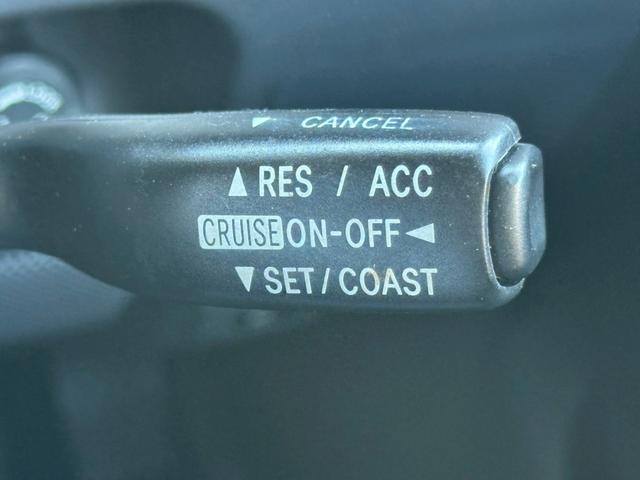 ▼ CANCEL
▲ RES / ACC
CRUISE ON-OFF ◀
▼ SET/COAST